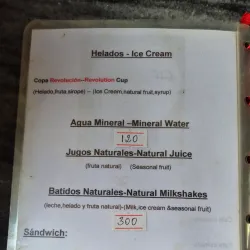 Helados - Ice Cream
Copa Revolución-Revolution Cup
(Helado,fruta,sirope) – (Ice Cream,natural fruit,syrup)
Agua Mineral –Mineral Water
120
Jugos Naturales-Natural Juice
(fruta natural) (Seasonal fruit)
Batidos Naturales-Natural Milkshakes
(leche,helado y fruta natural)-(Milk,ice cream &seasonal fruit)
300
Sándwich: